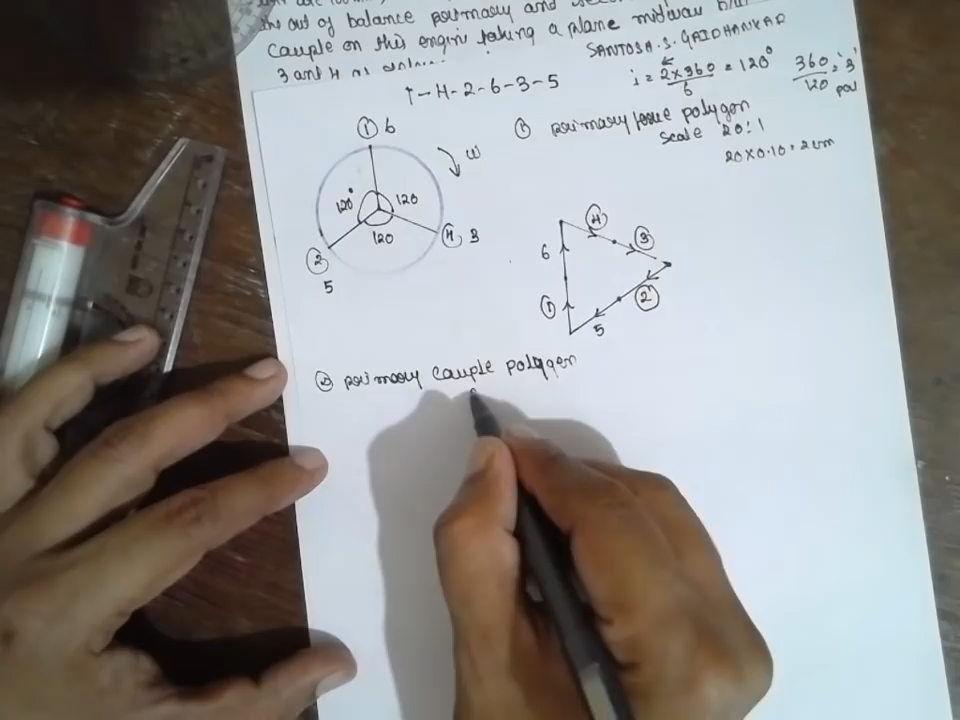 the out of balance primary and
Couple on this engine taking a plane midway b/w
3 and 4 as
SANTOSH.S.GAIDHANKAR
1-4-2-6-3-5
i = 2×360 / 6 = 120°
360 / 120 = 3
① 6
ω
120° 120
120
② 5
④ 3
① primary force polygon
Scale 20:1
20×0.10 = 2cm
④ ③
6
① ②
5
② primary couple polygon